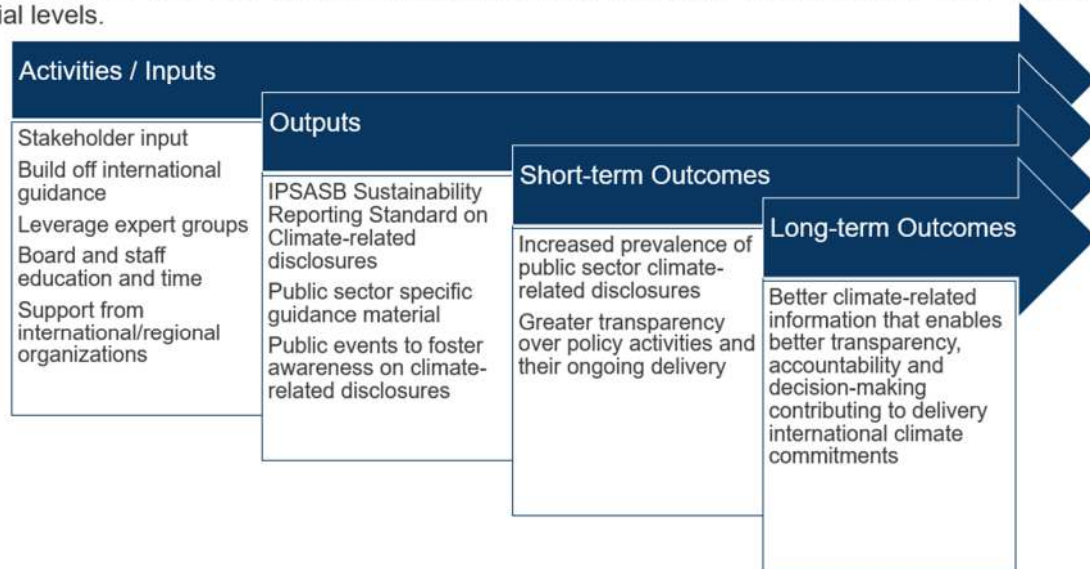 ial levels.
Activities / Inputs
Stakeholder input
Build off international
guidance
Leverage expert groups
Board and staff
education and time
Support from
international/regional
organizations
Outputs
IPSASB Sustainability
Reporting Standard on
Climate-related
disclosures
Public sector specific
guidance material
Public events to foster
awareness on climate-
related disclosures
Short-term Outcomes
Increased prevalence of
public sector climate-
related disclosures
Greater transparency
over policy activities and
their ongoing delivery
Long-term Outcomes
Better climate-related
information that enables
better transparency,
accountability and
decision-making
contributing to delivery
international climate
commitments